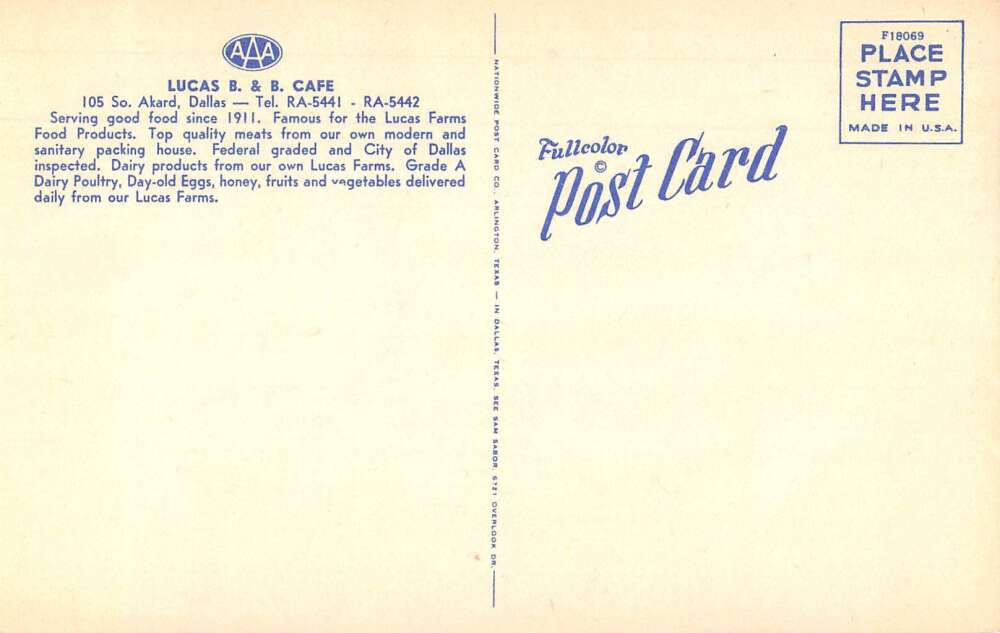 AAA
LUCAS B. & B. CAFE
105 So. Akard, Dallas — Tel. RA-5441 - RA-5442
Serving good food since 1911. Famous for the Lucas Farms
Food Products. Top quality meats from our own modern and
sanitary packing house. Federal graded and City of Dallas
inspected. Dairy products from our own Lucas Farms. Grade A
Dairy Poultry, Day-old Eggs, honey, fruits and vegetables delivered
daily from our Lucas Farms.
NATIONWIDE POST CARD CO., ARLINGTON, TEXAS — IN DALLAS, TEXAS, SEE SAM SABOR, 6721 OVERLOOK DR.
Fullcolor
©
Post Card
F18069
PLACE
STAMP
HERE
MADE IN U.S.A.